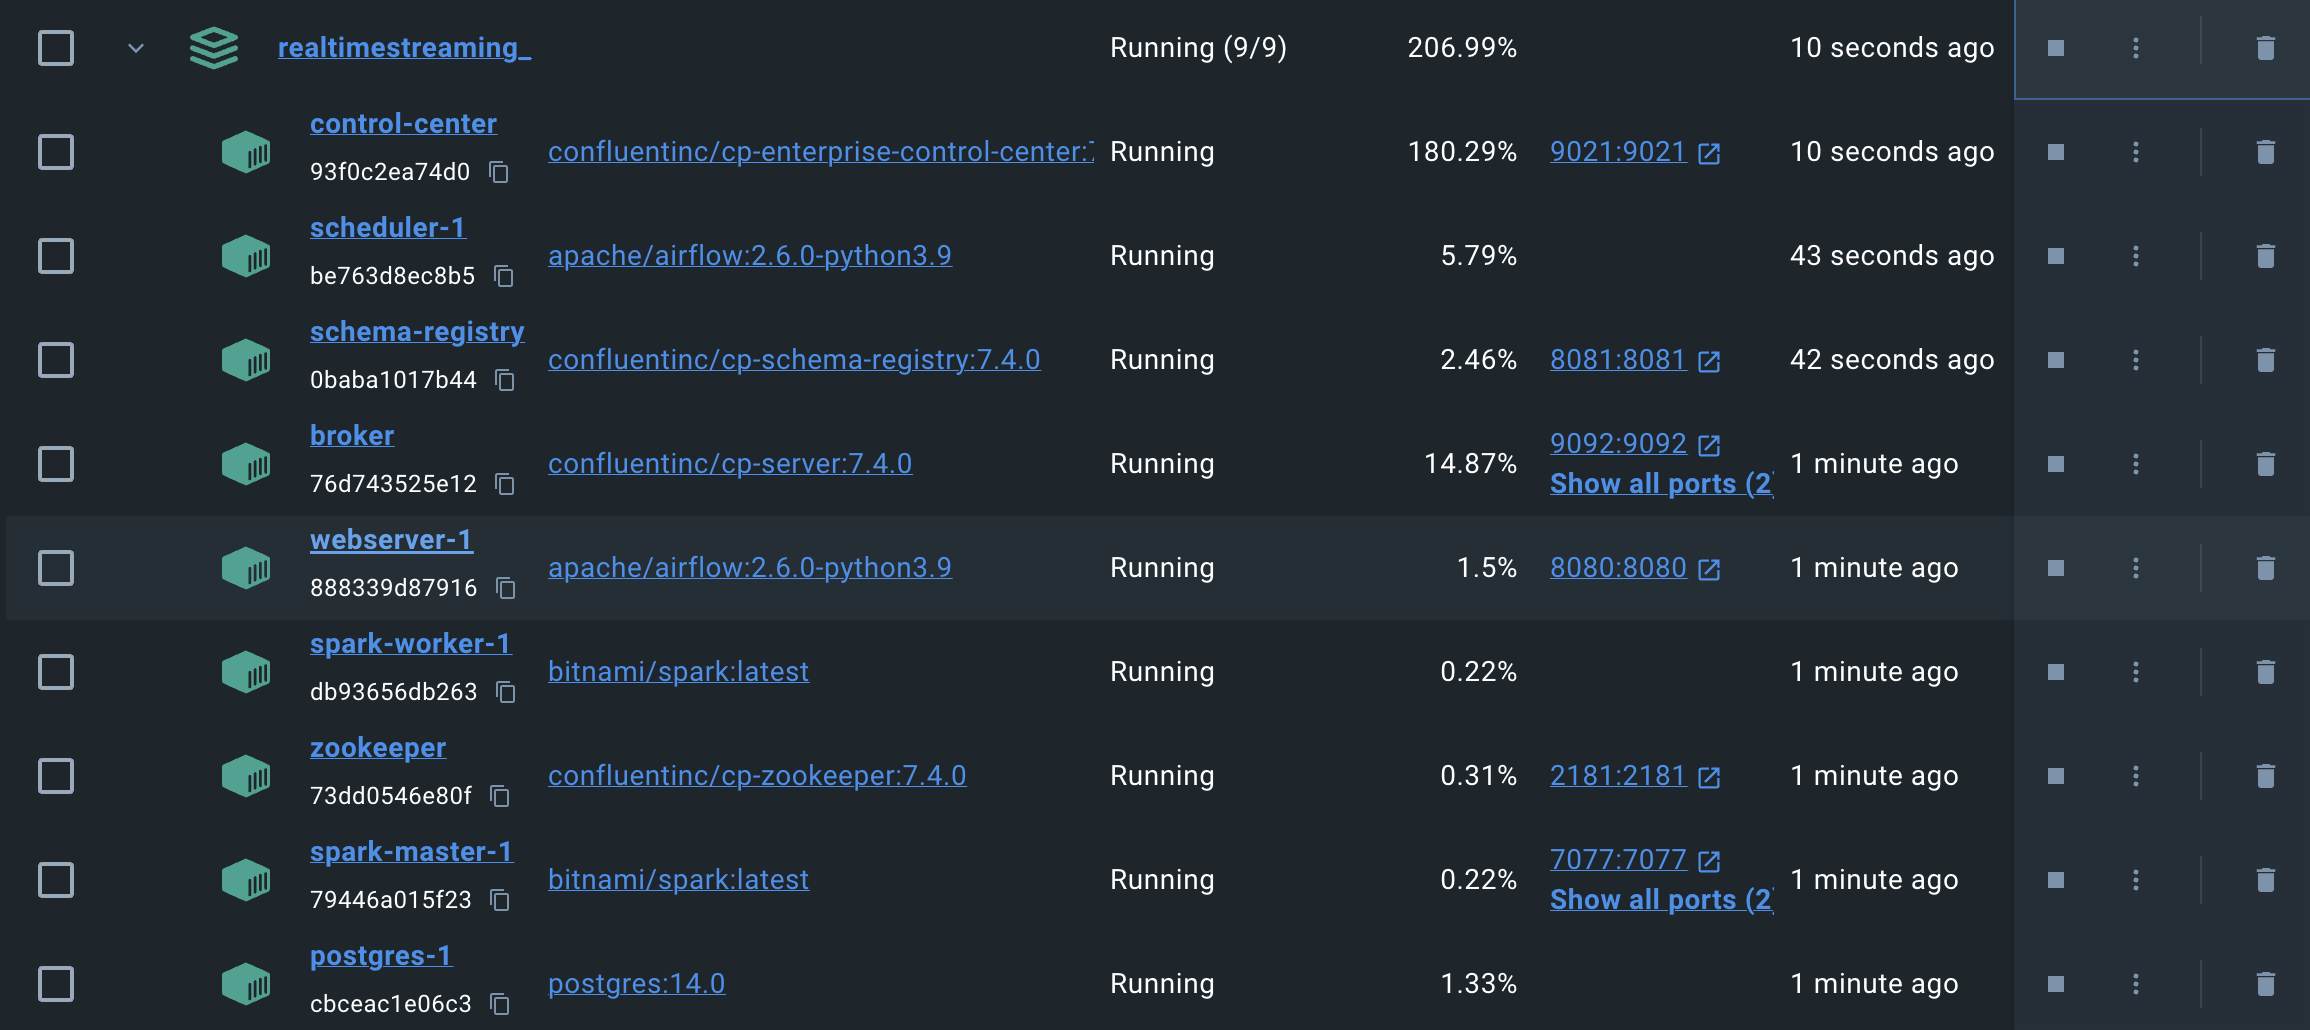 realtimestreaming_ Running (9/9) 206.99% 10 seconds ago
control-center
93f0c2ea74d0 confluentinc/cp-enterprise-control-center: Running 180.29% 9021:9021 10 seconds ago
scheduler-1
be763d8ec8b5 apache/airflow:2.6.0-python3.9 Running 5.79% 43 seconds ago
schema-registry
0baba1017b44 confluentinc/cp-schema-registry:7.4.0 Running 2.46% 8081:8081 42 seconds ago
broker
76d743525e12 confluentinc/cp-server:7.4.0 Running 14.87% 9092:9092 1 minute ago
Show all ports (2
webserver-1
888339d87916 apache/airflow:2.6.0-python3.9 Running 1.5% 8080:8080 1 minute ago
spark-worker-1
db93656db263 bitnami/spark:latest Running 0.22% 1 minute ago
zookeeper
73dd0546e80f confluentinc/cp-zookeeper:7.4.0 Running 0.31% 2181:2181 1 minute ago
spark-master-1
79446a015f23 bitnami/spark:latest Running 0.22% 7077:7077 1 minute ago
Show all ports (2
postgres-1
cbceac1e06c3 postgres:14.0 Running 1.33% 1 minute ago